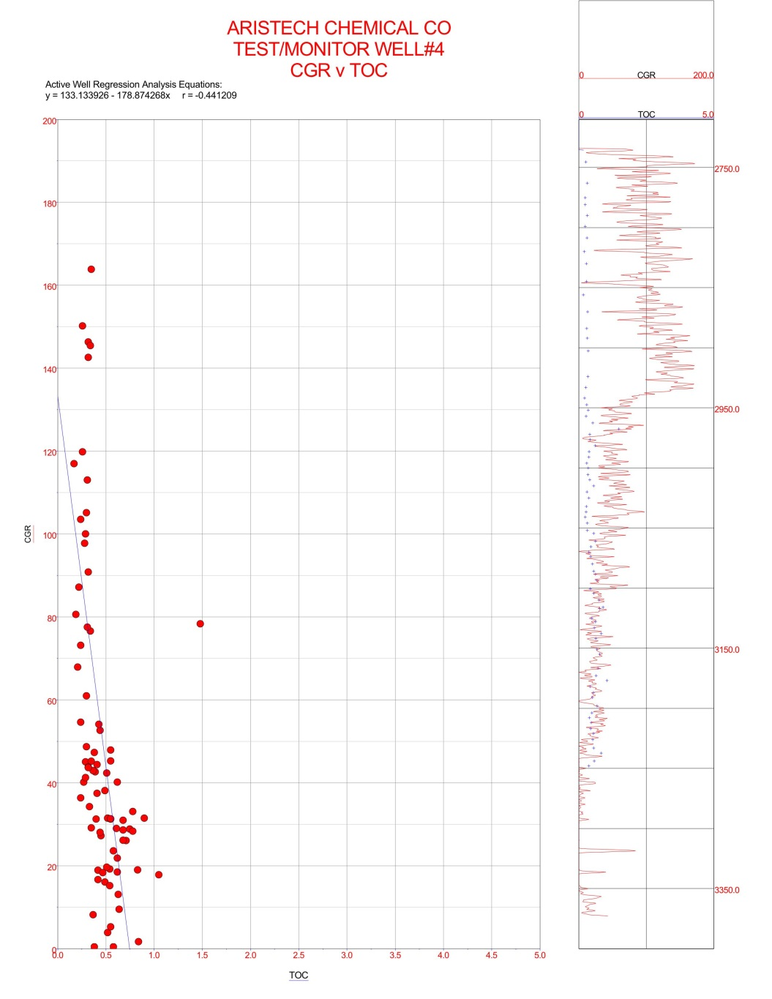 ARISTECH CHEMICAL CO
TEST/MONITOR WELL#4
CGR v TOC
Active Well Regression Analysis Equations:
y = 133.133926 - 178.874268x r = -0.441209
200
180
160
140
120
100
80
60
40
20
0
CGR
0.0 0.5 1.0 1.5 2.0 2.5 3.0 3.5 4.0 4.5 5.0
TOC
0 CGR 200.0
0 TOC 5.0
2750.0
2950.0
3150.0
3350.0